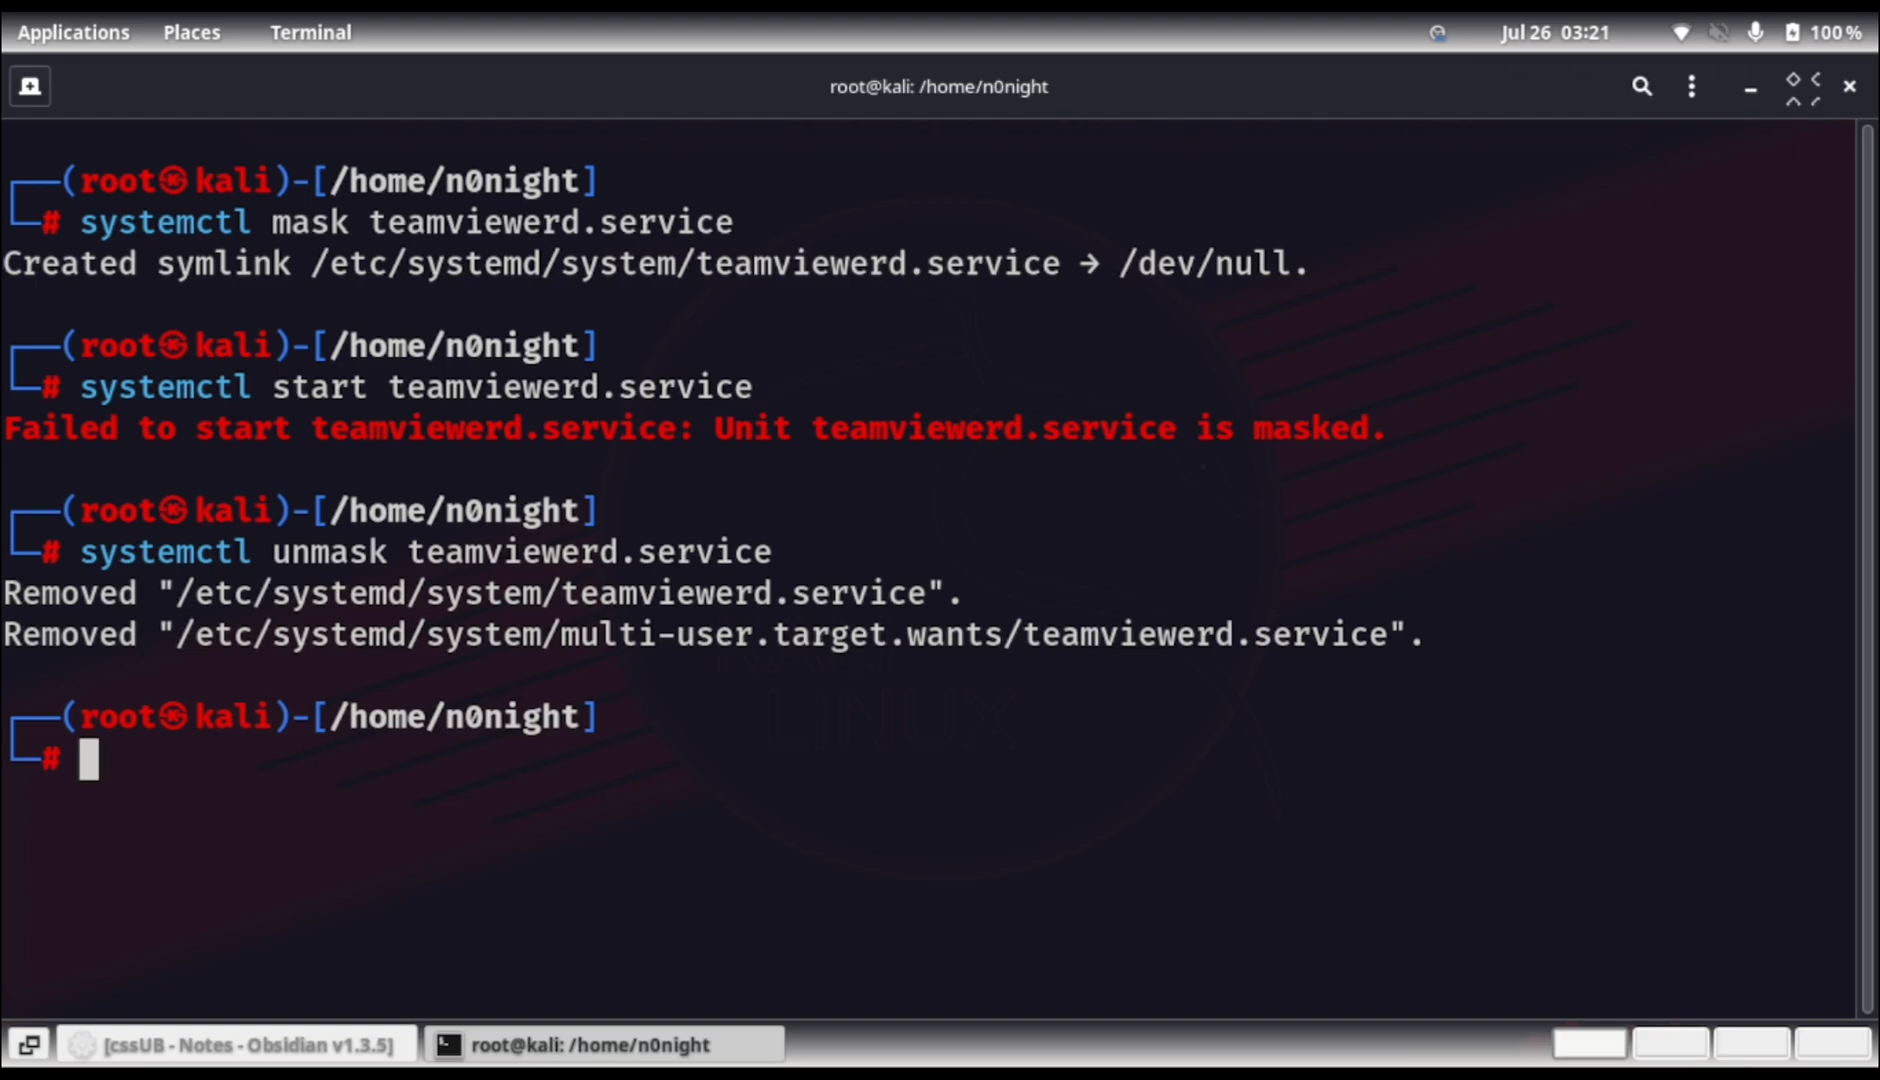 Applications Places Terminal Jul 26 03:21 100 %
root@kali: /home/n0night
┌──(root㉿kali)-[/home/n0night]
└─# systemctl mask teamviewerd.service
Created symlink /etc/systemd/system/teamviewerd.service → /dev/null.
┌──(root㉿kali)-[/home/n0night]
└─# systemctl start teamviewerd.service
Failed to start teamviewerd.service: Unit teamviewerd.service is masked.
┌──(root㉿kali)-[/home/n0night]
└─# systemctl unmask teamviewerd.service
Removed "/etc/systemd/system/teamviewerd.service".
Removed "/etc/systemd/system/multi-user.target.wants/teamviewerd.service".
LINUX
┌──(root㉿kali)-[/home/n0night]
└─#
[cssUB - Notes - Obsidian v1.3.5] root@kali: /home/n0night